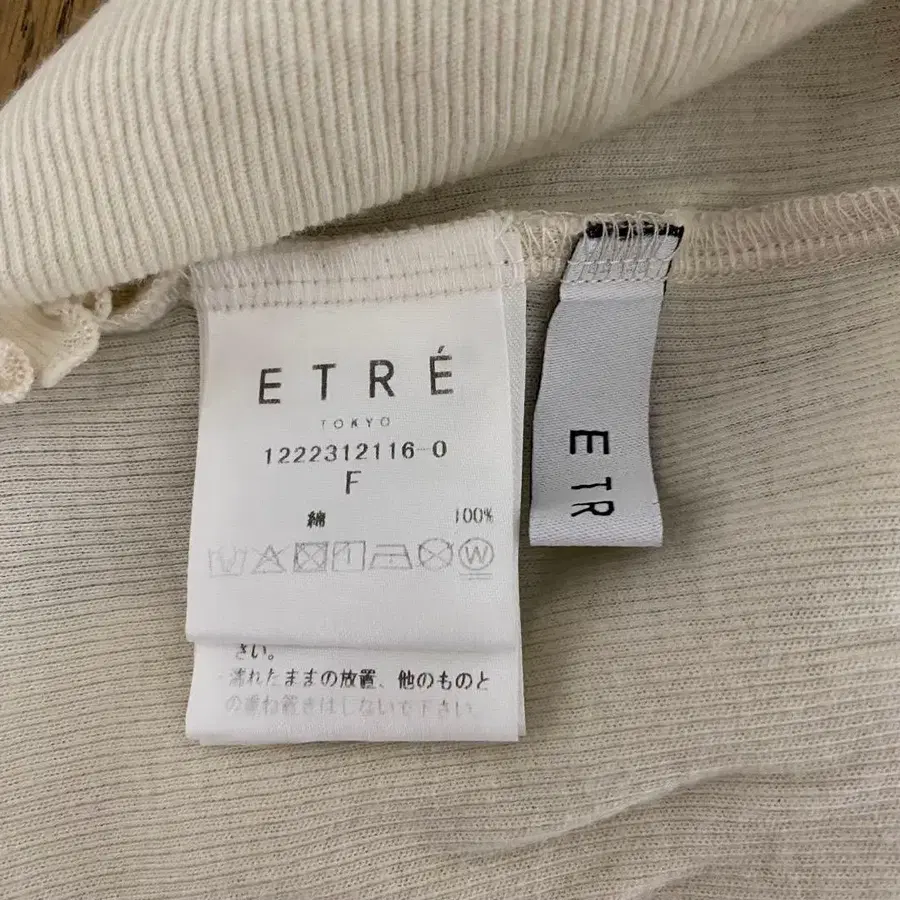 ETRÉ
TOKYO
1222312116-0
F
綿 100%
W
さい。
・濡れたままの放置、他のものと
の重ね置きはしないで下さい。
ETR